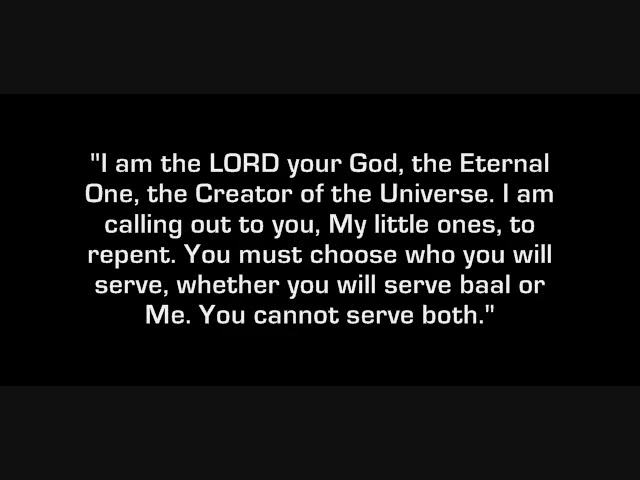 "I am the LORD your God, the Eternal
One, the Creator of the Universe. I am
calling out to you, My little ones, to
repent. You must choose who you will
serve, whether you will serve baal or
Me. You cannot serve both."